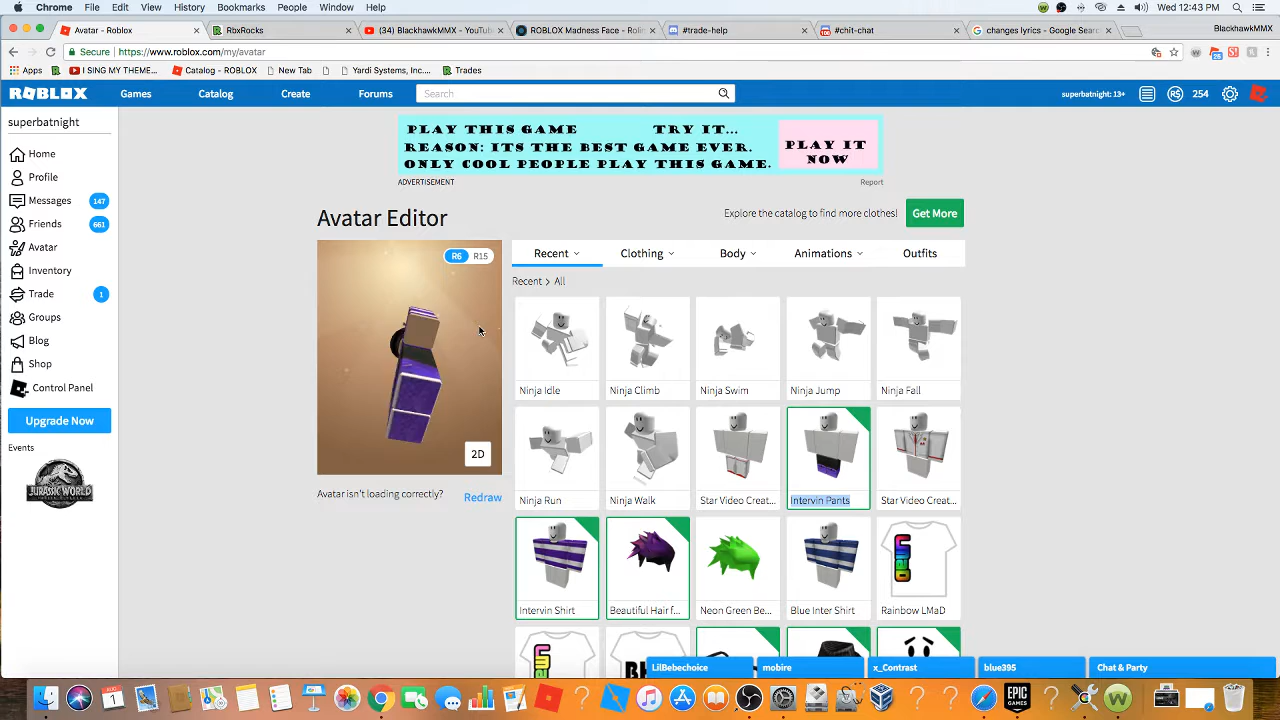 Chrome File Edit View History Bookmarks People Window Help
Wed 12:43 PM
Avatar - ROBLOX
RbxRocks
(34) BlackhawkMMX - YouTube
ROBLOX Madness Face - Rolim
#trade-help
#chit-chat
changes lyrics - Google Search
BlackhawkMMX
Secure https://www.roblox.com/my/avatar
Apps I SING MY THEME... Catalog - ROBLOX New Tab Yardi Systems, Inc.... Trades
ROBLOX Games Catalog Create Forums Search superbatnight: 13+ R$ 254
superbatnight
Home
Profile
Messages 147
Friends 661
Avatar
Inventory
Trade 1
Groups
Blog
Shop
Control Panel
Upgrade Now
Events
JURASSIC WORLD
PLAY THIS GAME TRY IT...
REASON: ITS THE BEST GAME EVER.
ONLY COOL PEOPLE PLAY THIS GAME.
PLAY IT
NOW
ADVERTISEMENT Report
Avatar Editor
Explore the catalog to find more clothes! Get More
R6 R15
2D
Avatar isn't loading correctly? Redraw
Recent Clothing Body Animations Outfits
Recent > All
Ninja Idle Ninja Climb Ninja Swim Ninja Jump Ninja Fall
Ninja Run Ninja Walk Star Video Creat... Intervin Pants Star Video Creat...
Intervin Shirt Beautiful Hair f... Neon Green Be... Blue Inter Shirt Rainbow LMaD
LilBebechoice mobire x_Contrast blue395 Chat & Party
EPIC
GAMES